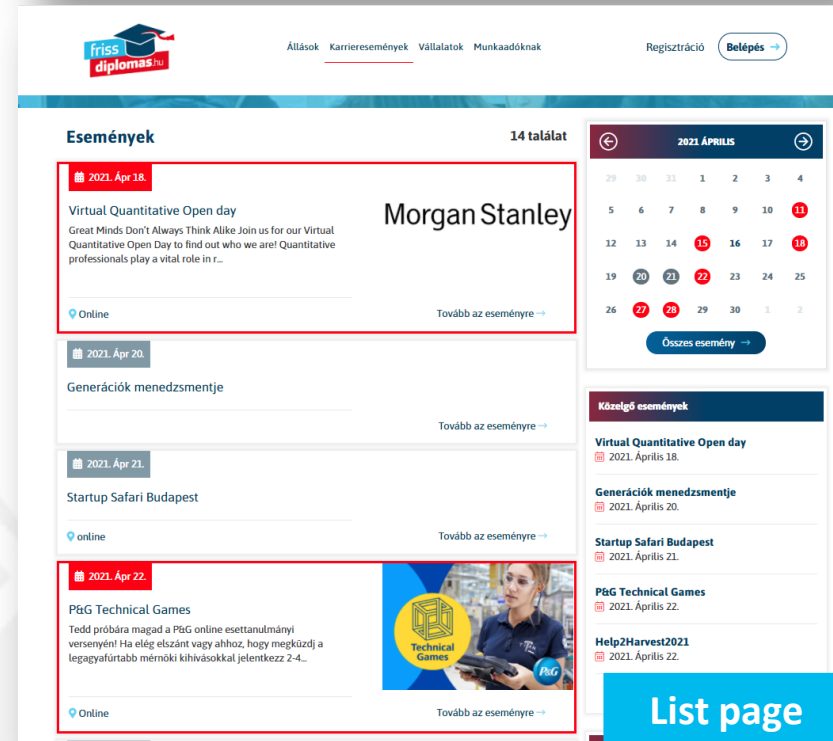 friss
diplomas.hu
Állások Karrieresemények Vállalatok Munkaadóknak
Regisztráció Belépés →
Események
14 találat
2021. Ápr 18.
Virtual Quantitative Open day
Great Minds Don't Always Think Alike Join us for our Virtual
Quantitative Open Day to find out who we are! Quantitative
professionals play a vital role in r...
Morgan Stanley
Online
Tovább az eseményre →
2021. Ápr 20.
Generációk menedzsmentje
Tovább az eseményre →
2021. Ápr 21.
Startup Safari Budapest
online
Tovább az eseményre →
2021. Ápr 22.
P&G Technical Games
Tedd próbára magad a P&G online esettanulmányi
versenyén! Ha elég elszánt vagy ahhoz, hogy megküzdj a
legagyafúrtabb mérnöki kihívásokkal jelentkezz 2-4...
Technical
Games
P&G
Online
Tovább az eseményre →
2021 ÁPRILIS
29 30 31 1 2 3 4
5 6 7 8 9 10 11
12 13 14 15 16 17 18
19 20 21 22 23 24 25
26 27 28 29 30 1 2
Összes esemény →
Közelgő események
Virtual Quantitative Open day
2021. Április 18.
Generációk menedzsmentje
2021. Április 20.
Startup Safari Budapest
2021. Április 21.
P&G Technical Games
2021. Április 22.
Help2Harvest2021
2021. Április 22.
List page